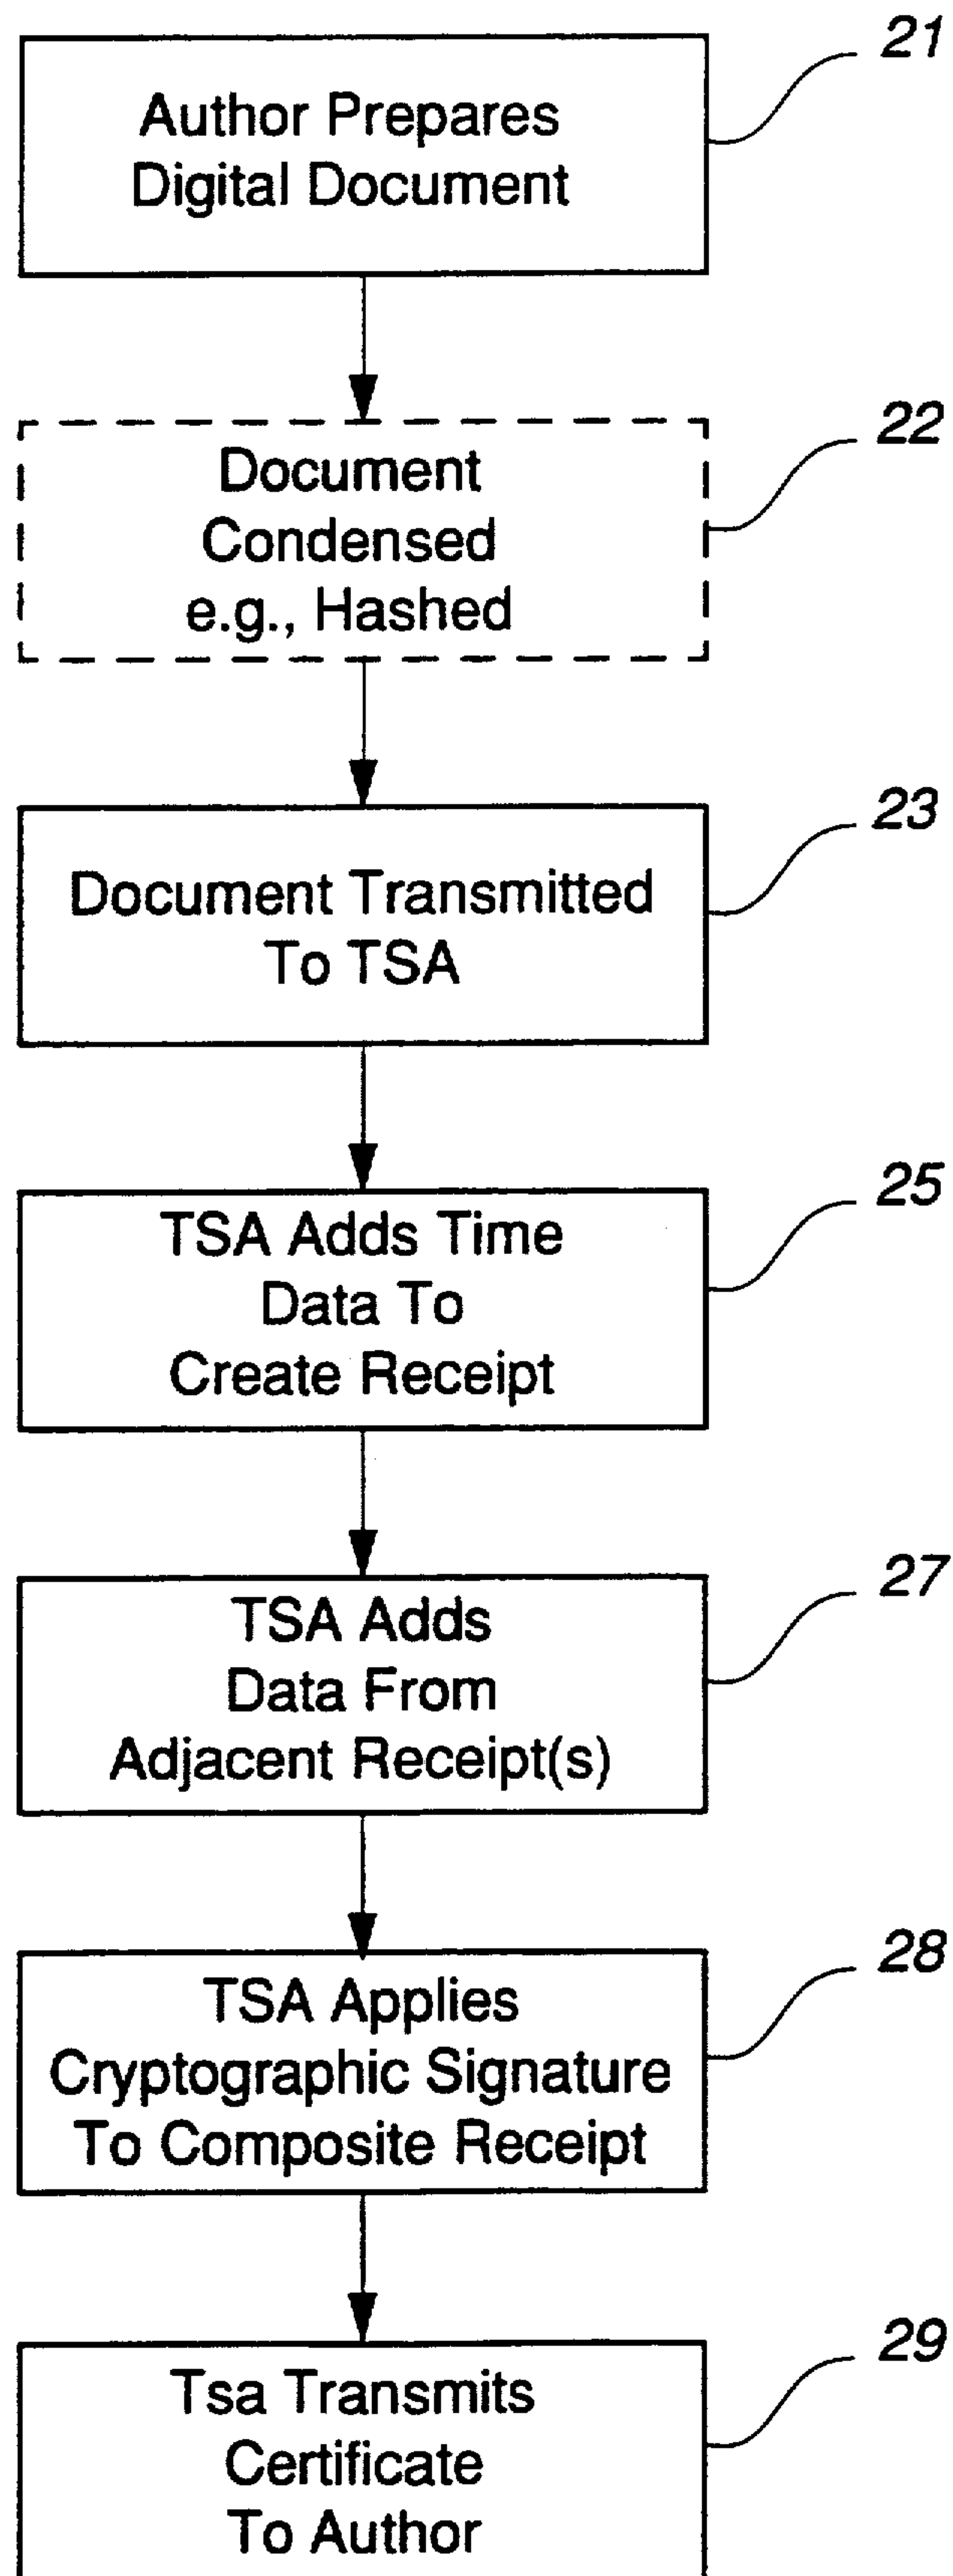 21
Author Prepares
Digital Document
22
Document
Condensed
e.g., Hashed
23
Document Transmitted
To TSA
25
TSA Adds Time
Data To
Create Receipt
27
TSA Adds
Data From
Adjacent Receipt(s)
28
TSA Applies
Cryptographic Signature
To Composite Receipt
29
Tsa Transmits
Certificate
To Author